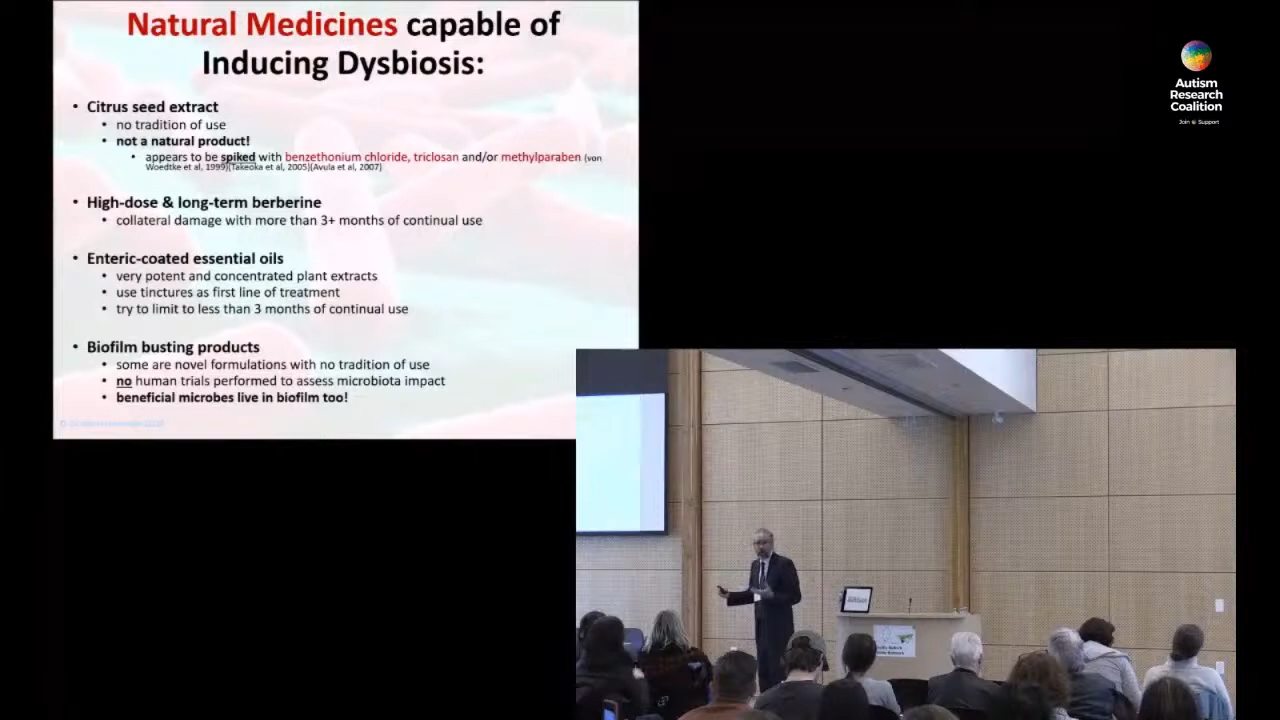 Natural Medicines capable of
Inducing Dysbiosis:
• Citrus seed extract
• no tradition of use
• not a natural product!
• appears to be spiked with benzethonium chloride, triclosan and/or methylparaben (von
Woedtke et al, 1999)(Takeoka et al, 2005)(Avula et al, 2007)
• High-dose & long-term berberine
• collateral damage with more than 3+ months of continual use
• Enteric-coated essential oils
• very potent and concentrated plant extracts
• use tinctures as first line of treatment
• try to limit to less than 3 months of continual use
• Biofilm busting products
• some are novel formulations with no tradition of use
• no human trials performed to assess microbiota impact
• beneficial microbes live in biofilm too!
Autism
Research
Coalition
Join & Support